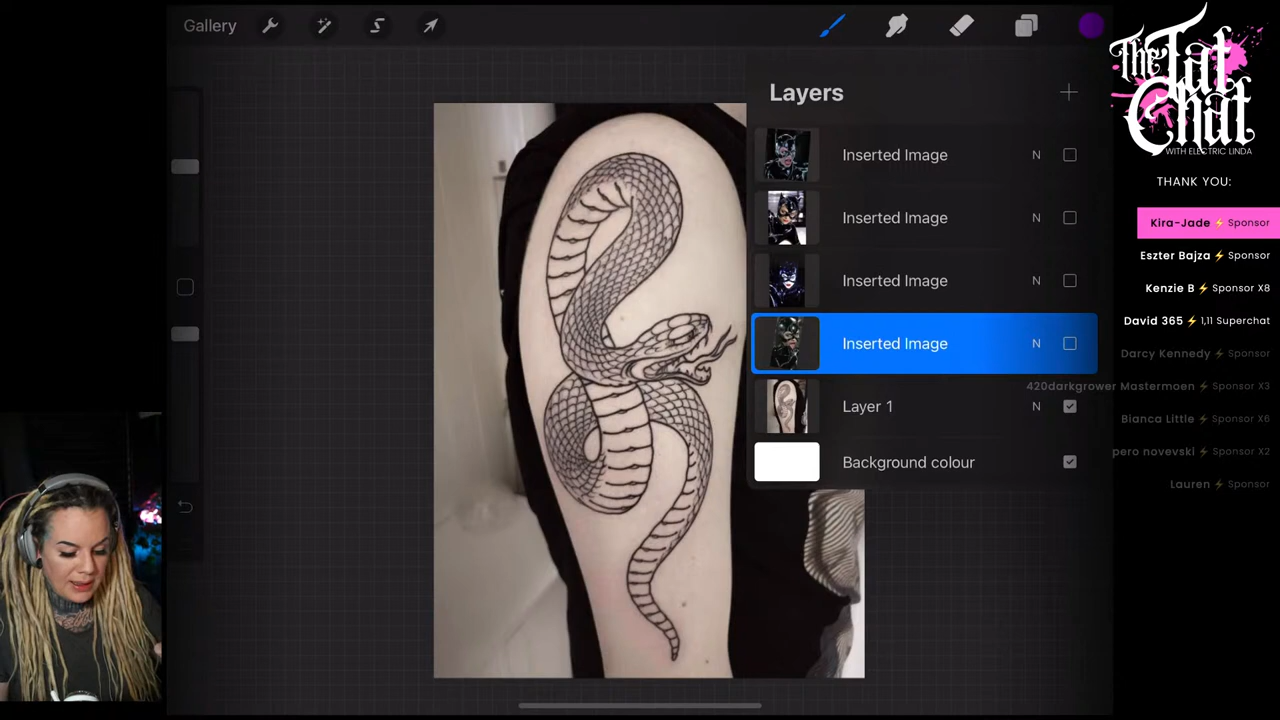 Gallery
Layers
Inserted Image N
Inserted Image N
Inserted Image N
Inserted Image N
Layer 1 N
Background colour
The
Tat
Chat
WITH ELECTRIC LINDA
THANK YOU:
Kira-Jade ⚡ Sponsor
Eszter Bajza ⚡ Sponsor
Kenzie B ⚡ Sponsor X8
David 365 ⚡ 1,11 Superchat
Darcy Kennedy ⚡ Sponsor
420darkgrower Mastermoen ⚡ Sponsor X3
Bianca Little ⚡ Sponsor X6
pero novevski ⚡ Sponsor X2
Lauren ⚡ Sponsor